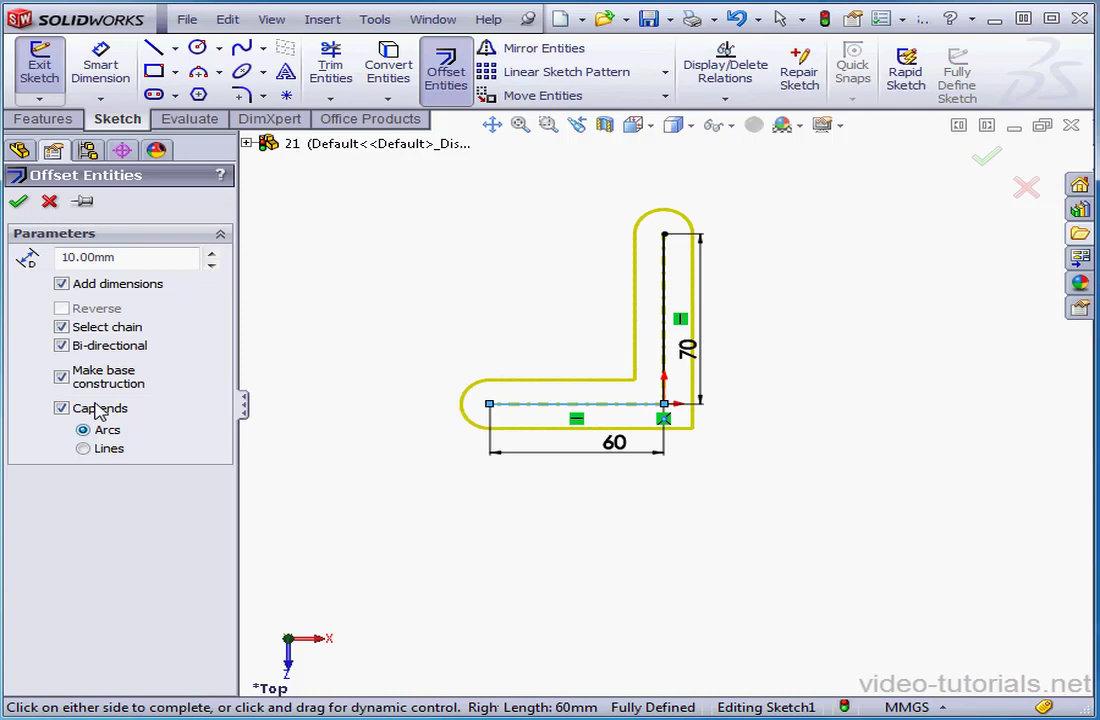 SOLIDWORKS File Edit View Insert Tools Window Help
Exit Sketch
Smart Dimension
Trim Entities
Convert Entities
Offset Entities
Mirror Entities
Linear Sketch Pattern
Move Entities
Display/Delete Relations
Repair Sketch
Quick Snaps
Rapid Sketch
Fully Define Sketch
Features Sketch Evaluate DimXpert Office Products
21 (Default<<Default>_Dis...
Offset Entities ?
Parameters
10.00mm
Add dimensions
Reverse
Select chain
Bi-directional
Make base
construction
Cap ends
Arcs
Lines
70
60
X
Z
*Top
video-tutorials.net
Click on either side to complete, or click and drag for dynamic control. Righ Length: 60mm Fully Defined Editing Sketch1 MMGS